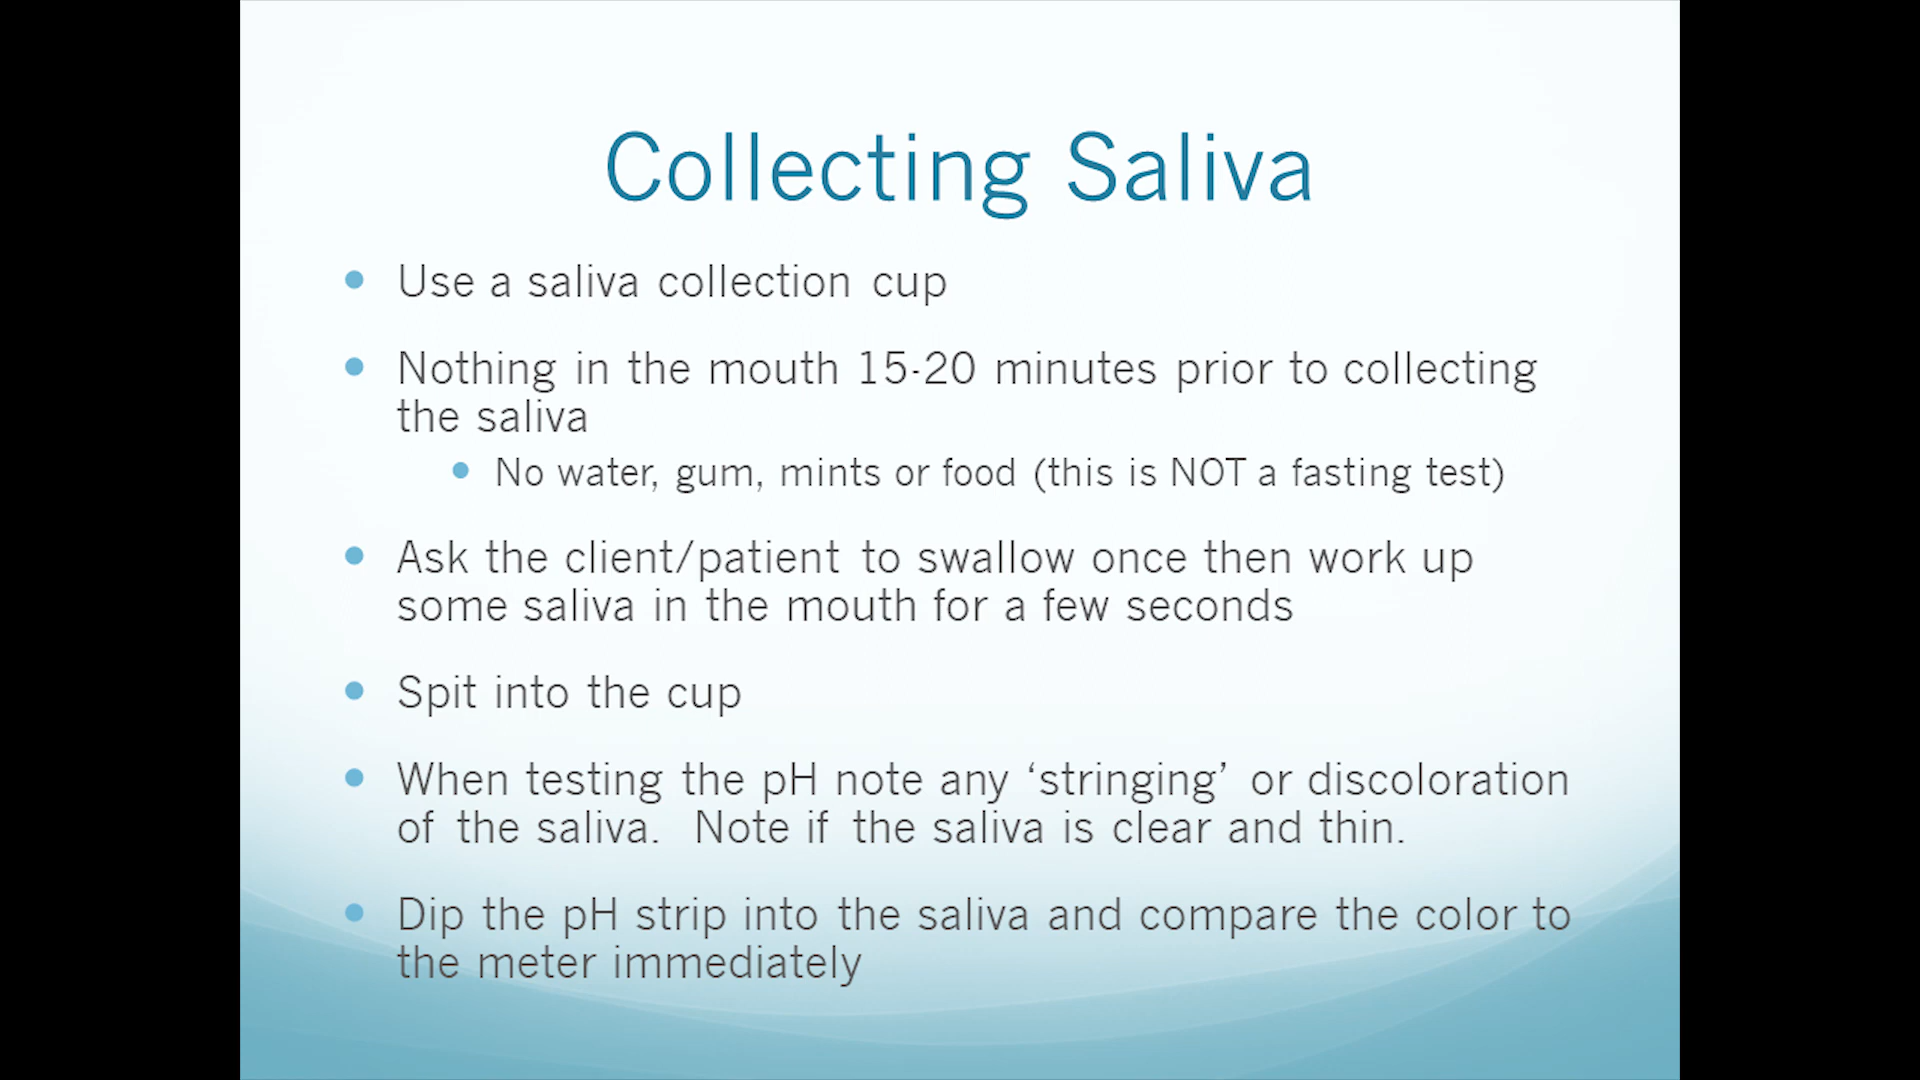 Collecting Saliva
Use a saliva collection cup
Nothing in the mouth 15-20 minutes prior to collecting
the saliva
No water, gum, mints or food (this is NOT a fasting test)
Ask the client/patient to swallow once then work up
some saliva in the mouth for a few seconds
Spit into the cup
When testing the pH note any ‘stringing’ or discoloration
of the saliva.  Note if the saliva is clear and thin.
Dip the pH strip into the saliva and compare the color to
the meter immediately